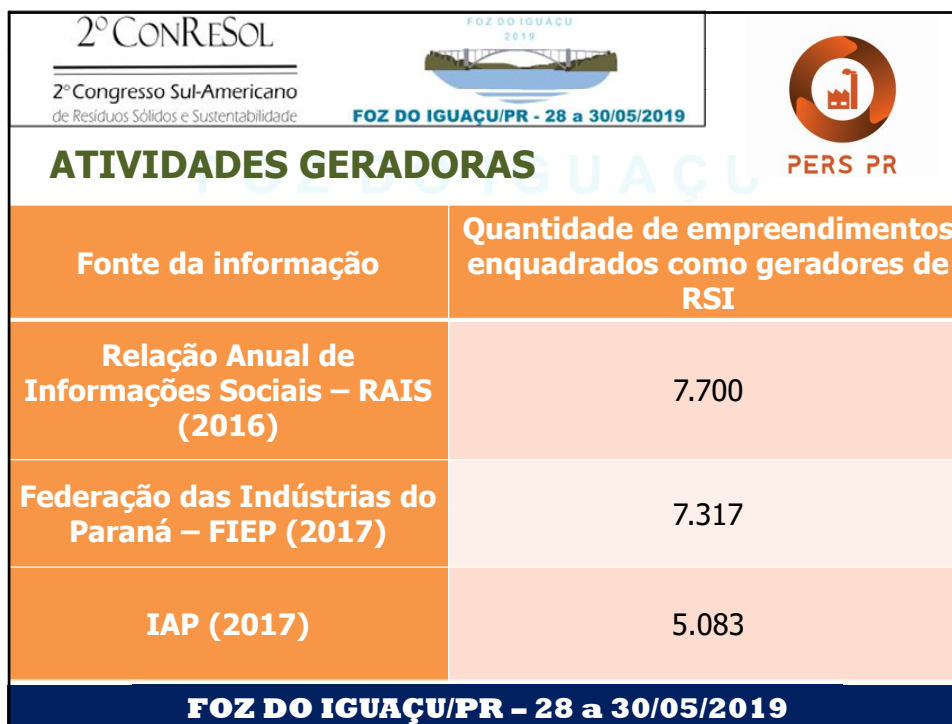 2º CONRESOL
2º Congresso Sul-Americano
de Resíduos Sólidos e Sustentabilidade
FOZ DO IGUAÇU
2019
FOZ DO IGUAÇU/PR - 28 a 30/05/2019
PERS PR
ATIVIDADES GERADORAS
FOZ DO IGUAÇU
Fonte da informação
Quantidade de empreendimentos
enquadrados como geradores de
RSI
Relação Anual de
Informações Sociais – RAIS
(2016)
7.700
Federação das Indústrias do
Paraná – FIEP (2017)
7.317
IAP (2017)
5.083
FOZ DO IGUAÇU/PR – 28 a 30/05/2019